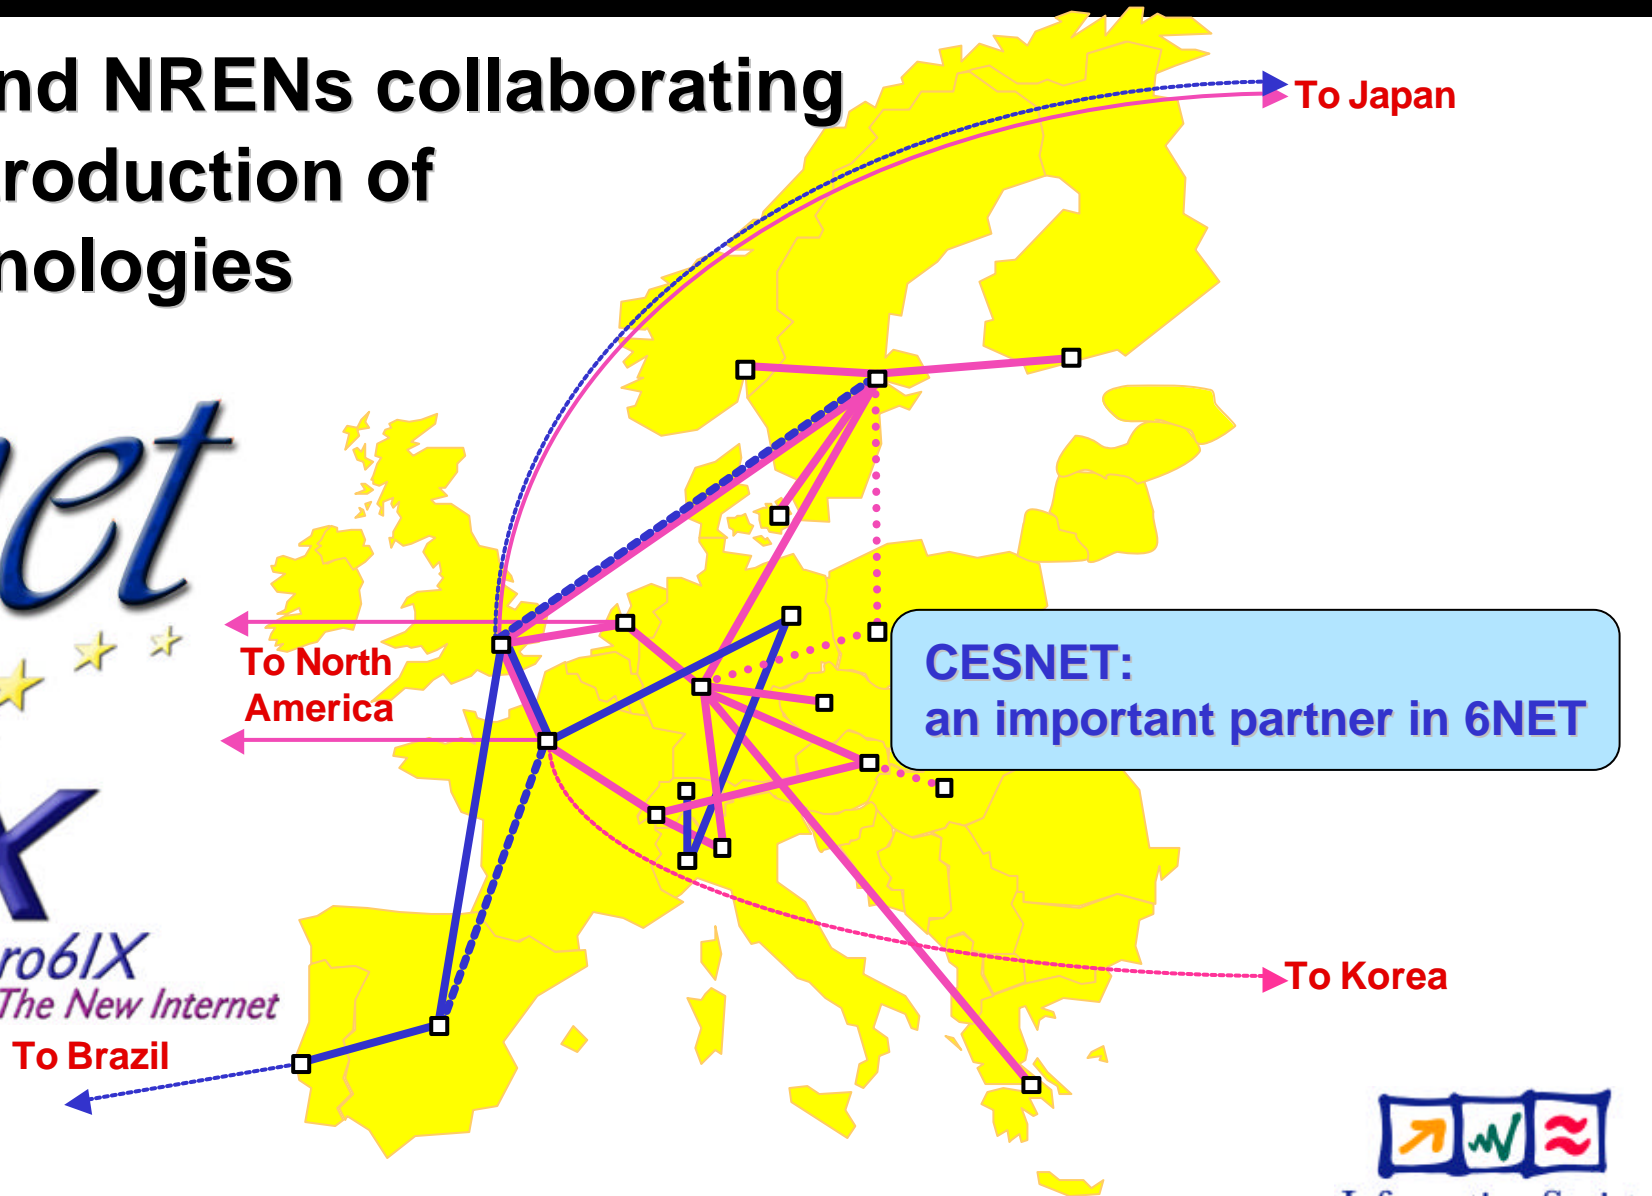 nd NRENs collaborating
roduction of
nologies
To Japan
net
To North
America
CESNET:
an important partner in 6NET
X
ro6IX
The New Internet
To Korea
To Brazil